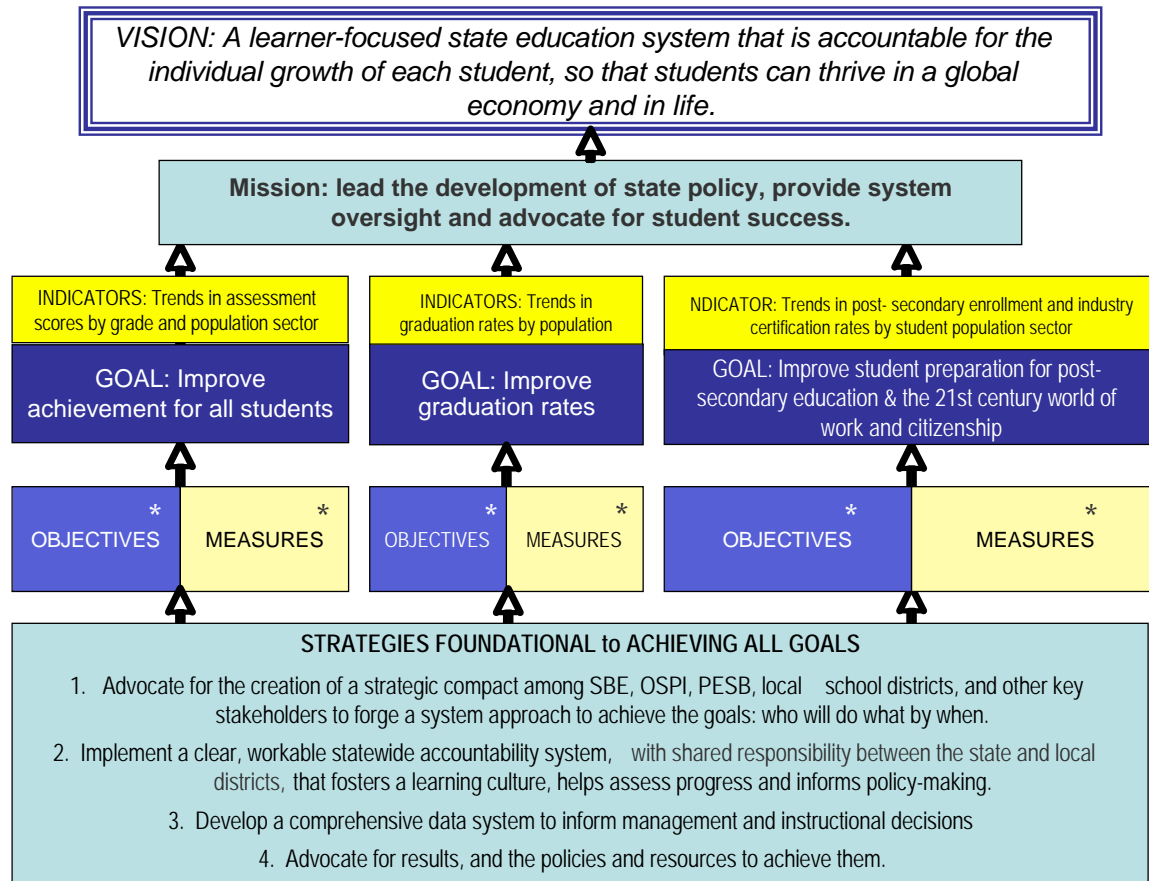 VISION: A learner-focused state education system that is accountable for the
individual growth of each student, so that students can thrive in a global
economy and in life.
Mission: lead the development of state policy, provide system
oversight and advocate for student success.
INDICATORS: Trends in assessment
scores by grade and population sector
GOAL: Improve
achievement for all students
INDICATORS: Trends in
graduation rates by population
GOAL: Improve
graduation rates
NDICATOR: Trends in post- secondary enrollment and industry
certification rates by student population sector
GOAL: Improve student preparation for post-
secondary education & the 21st century world of
work and citizenship
*
OBJECTIVES
*
MEASURES
*
OBJECTIVES
*
MEASURES
*
OBJECTIVES
*
MEASURES
STRATEGIES FOUNDATIONAL to ACHIEVING ALL GOALS
1. Advocate for the creation of a strategic compact among SBE, OSPI, PESB, local school districts, and other key
stakeholders to forge a system approach to achieve the goals: who will do what by when.
2. Implement a clear, workable statewide accountability system, with shared responsibility between the state and local
districts, that fosters a learning culture, helps assess progress and informs policy-making.
3. Develop a comprehensive data system to inform management and instructional decisions
4. Advocate for results, and the policies and resources to achieve them.